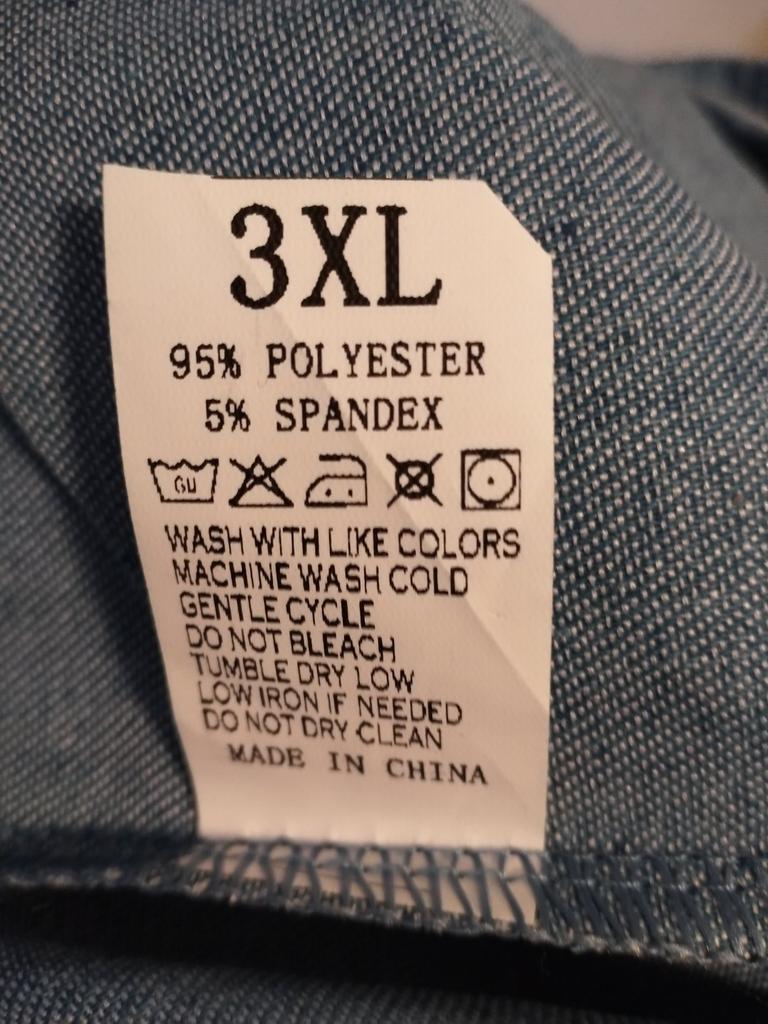 3XL
95% POLYESTER
5% SPANDEX
WASH WITH LIKE COLORS
MACHINE WASH COLD
GENTLE CYCLE
DO NOT BLEACH
TUMBLE DRY LOW
LOW IRON IF NEEDED
DO NOT DRY CLEAN
MADE IN CHINA